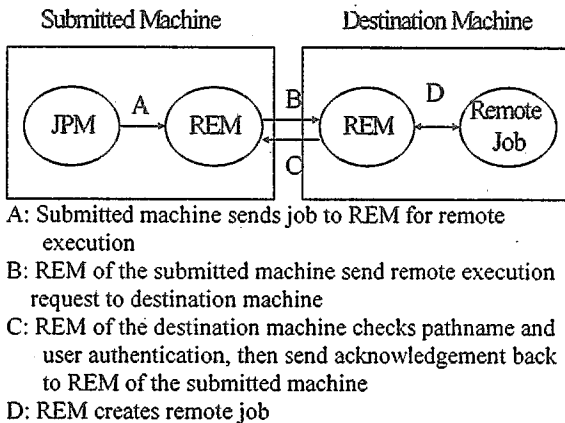 Submitted Machine
Destination Machine
JPM
A
REM
B
C
REM
D
Remote
Job
A: Submitted machine sends job to REM for remote
execution
B: REM of the submitted machine send remote execution
request to destination machine
C: REM of the destination machine checks pathname and
user authentication, then send acknowledgement back
to REM of the submitted machine
D: REM creates remote job